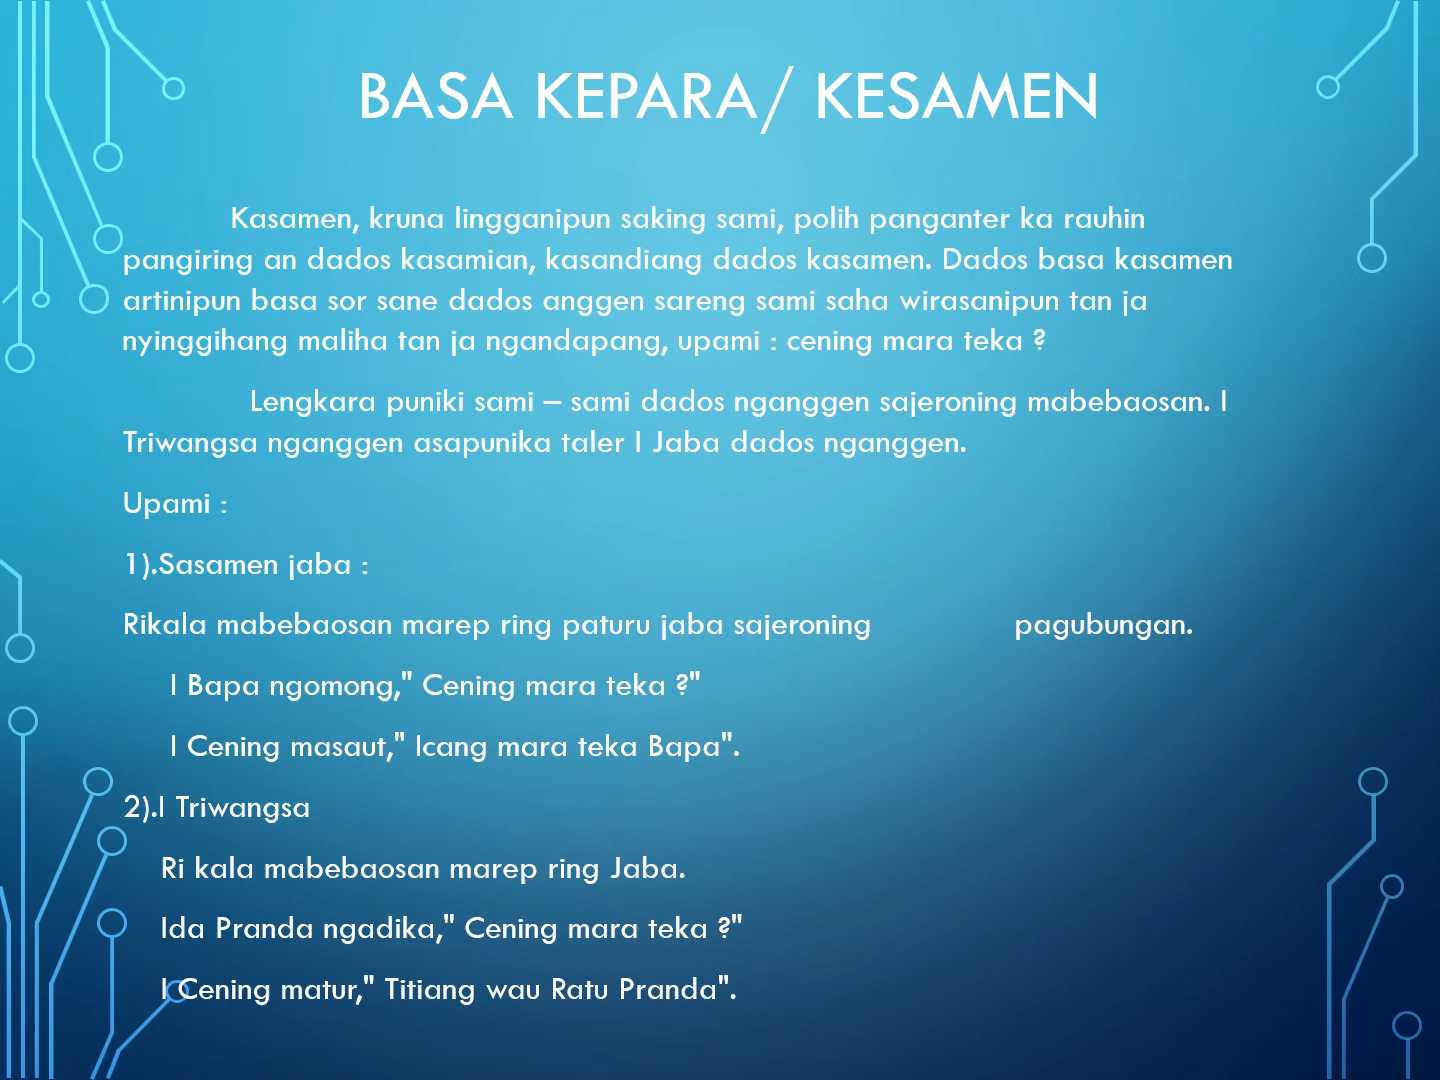 BASA KEPARA/ KESAMEN
Kasamen, kruna lingganipun saking sami, polih panganter ka rauhin
pangiring an dados kasamian, kasandiang dados kasamen. Dados basa kasamen
artinipun basa sor sane dados anggen sareng sami saha wirasanipun tan ja
nyinggihang maliha tan ja ngandapang, upami : cening mara teka ?
Lengkara puniki sami – sami dados nganggen sajeroning mabebaosan. I
Triwangsa nganggen asapunika taler I Jaba dados nganggen.
Upami :
1).Sasamen jaba :
Rikala mabebaosan marep ring paturu jaba sajeroning pagubungan.
I Bapa ngomong," Cening mara teka ?"
I Cening masaut," Icang mara teka Bapa".
2).I Triwangsa
Ri kala mabebaosan marep ring Jaba.
Ida Pranda ngadika," Cening mara teka ?"
I Cening matur," Titiang wau Ratu Pranda".